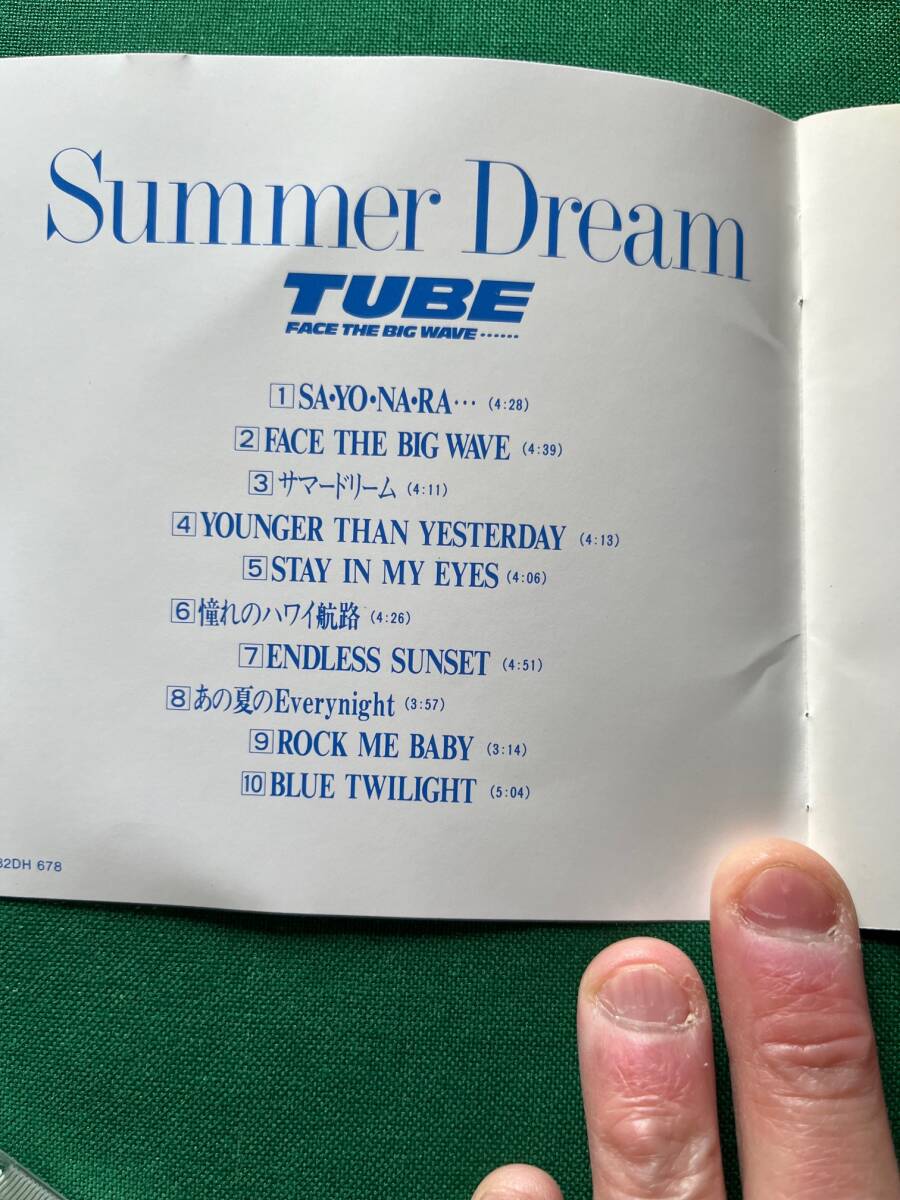 Summer Dream
TUBE
FACE THE BIG WAVE……
1 SA・YO・NA・RA… (4:28)
2 FACE THE BIG WAVE (4:39)
3 サマードリーム (4:11)
4 YOUNGER THAN YESTERDAY (4:13)
5 STAY IN MY EYES (4:06)
6 憧れのハワイ航路 (4:26)
7 ENDLESS SUNSET (4:51)
8 あの夏のEverynight (3:57)
9 ROCK ME BABY (3:14)
10 BLUE TWILIGHT (5:04)
32DH 678